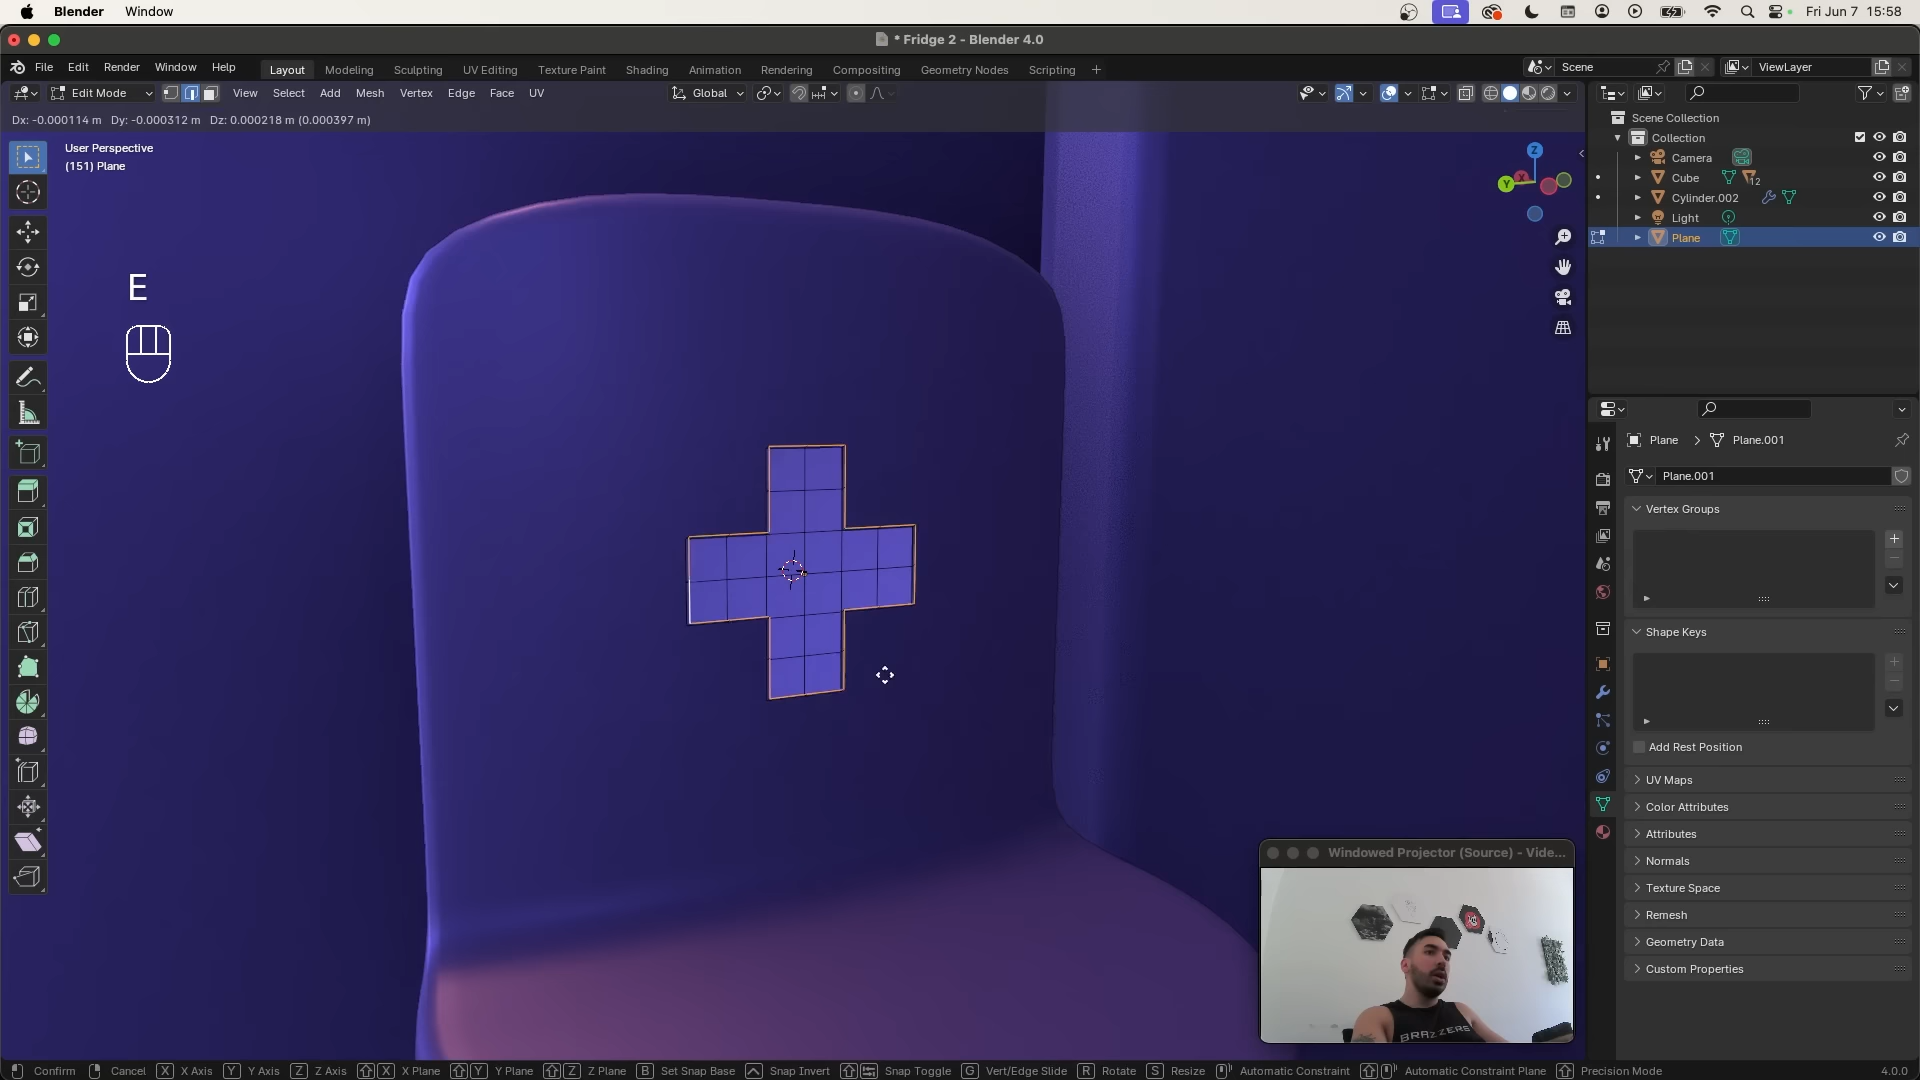 Blender Window Fri Jun 7 15:58
* Fridge 2 - Blender 4.0
File Edit Render Window Help Layout Modeling Sculpting UV Editing Texture Paint Shading Animation Rendering Compositing Geometry Nodes Scripting + Scene ViewLayer
Edit Mode View Select Add Mesh Vertex Edge Face UV Global
Dx: -0.000114 m Dy: -0.000312 m Dz: 0.000218 m (0.000397 m)
User Perspective
(151) Plane
E
Z
Y
X
Scene Collection
Collection
Camera
Cube 12
Cylinder.002
Light
Plane
Plane > Plane.001
Plane.001
Vertex Groups
Shape Keys
Add Rest Position
UV Maps
Color Attributes
Attributes
Normals
Texture Space
Remesh
Geometry Data
Custom Properties
Windowed Projector (Source) - Vide...
BRAZZERS
Confirm Cancel X X Axis Y Y Axis Z Z Axis X X Plane Y Y Plane Z Z Plane B Set Snap Base Snap Invert Snap Toggle G Vert/Edge Slide R Rotate S Resize Automatic Constraint Automatic Constraint Plane Precision Mode 4.0.0